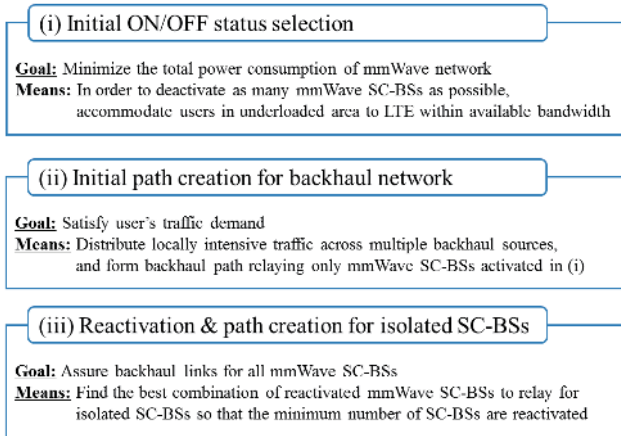 (i) Initial ON/OFF status selection
Goal: Minimize the total power consumption of mmWave network
Means: In order to deactivate as many mmWave SC-BSs as possible,
accommodate users in underloaded area to LTE within available bandwidth
(ii) Initial path creation for backhaul network
Goal: Satisfy user's traffic demand
Means: Distribute locally intensive traffic across multiple backhaul sources,
and form backhaul path relaying only mmWave SC-BSs activated in (i)
(iii) Reactivation & path creation for isolated SC-BSs
Goal: Assure backhaul links for all mmWave SC-BSs
Means: Find the best combination of reactivated mmWave SC-BSs to relay for
isolated SC-BSs so that the minimum number of SC-BSs are reactivated